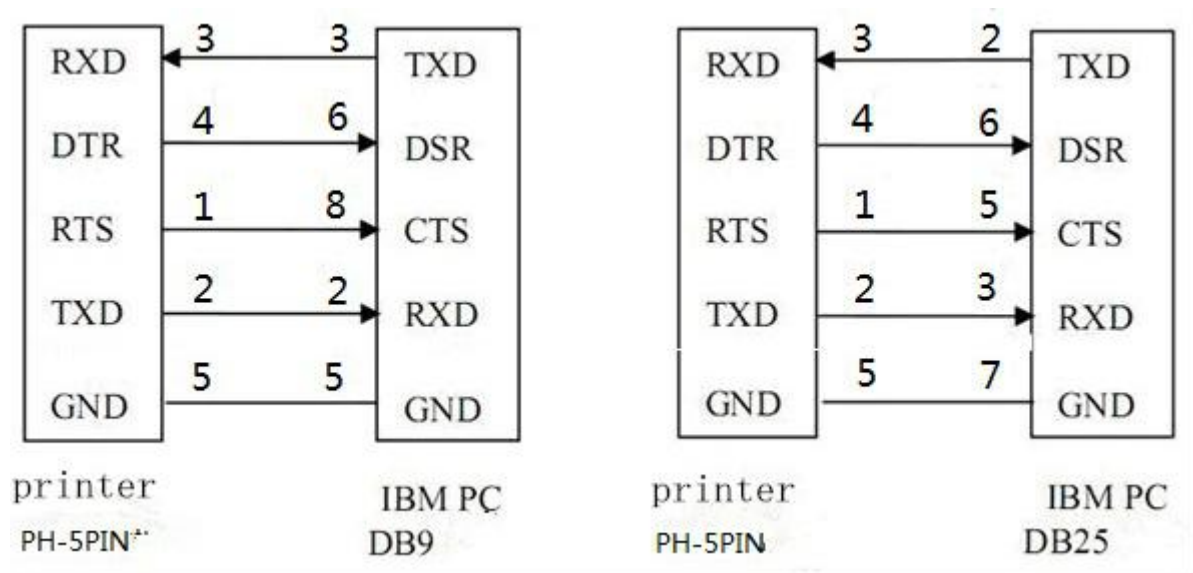 RXD 3 3 TXD
DTR 4 6 DSR
RTS 1 8 CTS
TXD 2 2 RXD
GND 5 5 GND
printer IBM PC
PH-5PIN DB9
RXD 3 2 TXD
DTR 4 6 DSR
RTS 1 5 CTS
TXD 2 3 RXD
GND 5 7 GND
printer IBM PC
PH-5PIN DB25